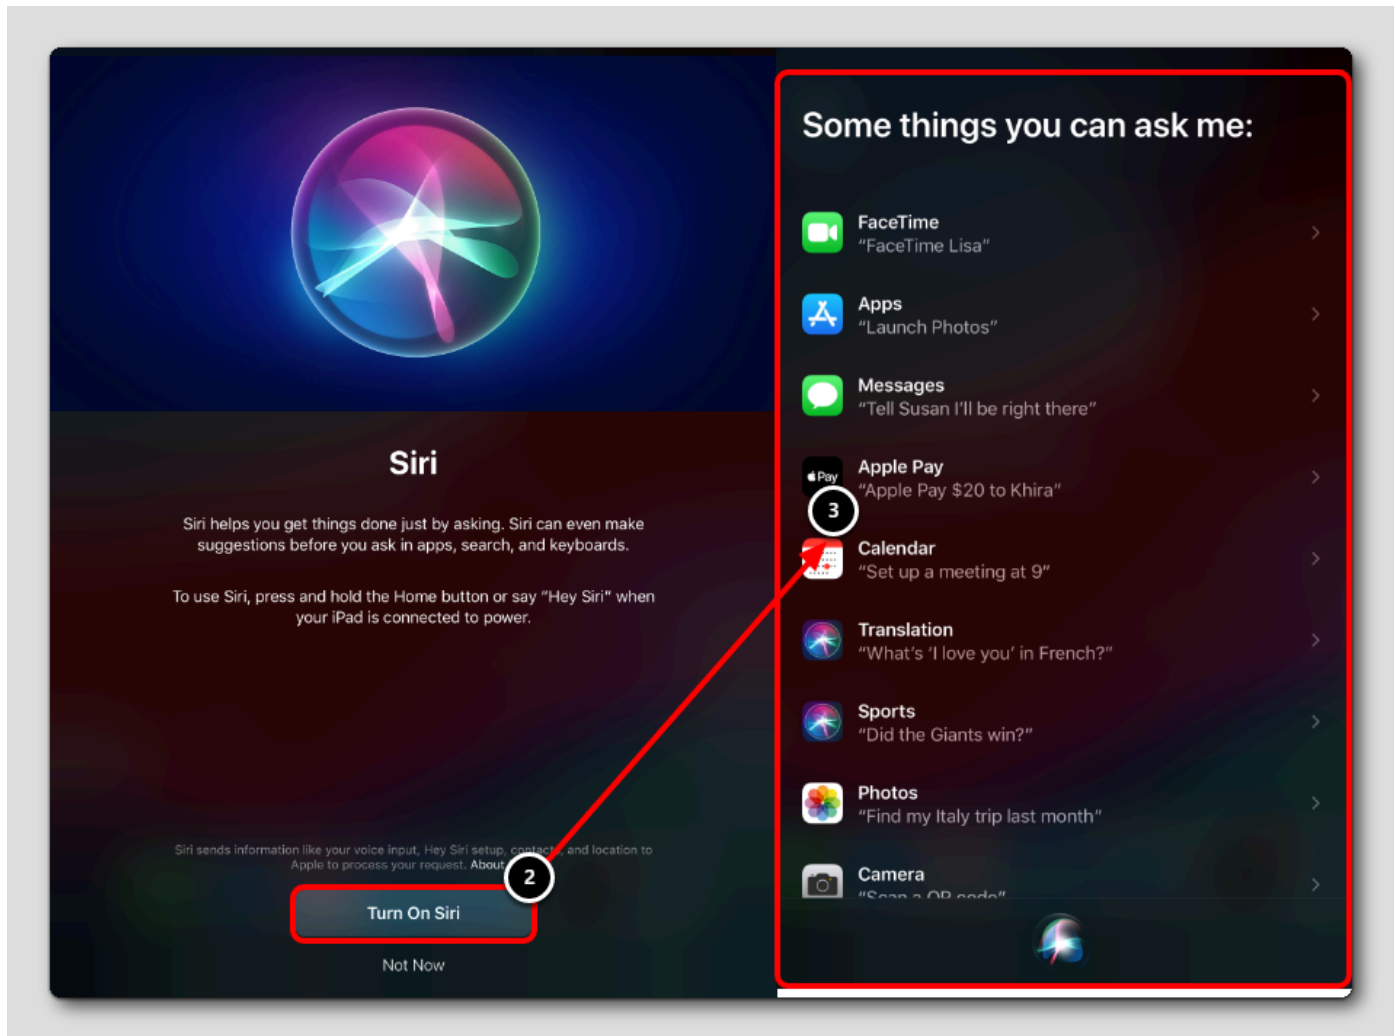 Siri
Siri helps you get things done just by asking. Siri can even make
suggestions before you ask in apps, search, and keyboards.
To use Siri, press and hold the Home button or say "Hey Siri" when
your iPad is connected to power.
Siri sends information like your voice input, Hey Siri setup, contacts, and location to
Apple to process your request. About
2
Turn On Siri
Not Now
Some things you can ask me:
FaceTime
"FaceTime Lisa"
Apps
"Launch Photos"
Messages
"Tell Susan I'll be right there"
Pay
Apple Pay
"Apple Pay $20 to Khira"
3
Calendar
"Set up a meeting at 9"
Translation
"What's 'I love you' in French?"
Sports
"Did the Giants win?"
Photos
"Find my Italy trip last month"
Camera
"Scan a QR code"